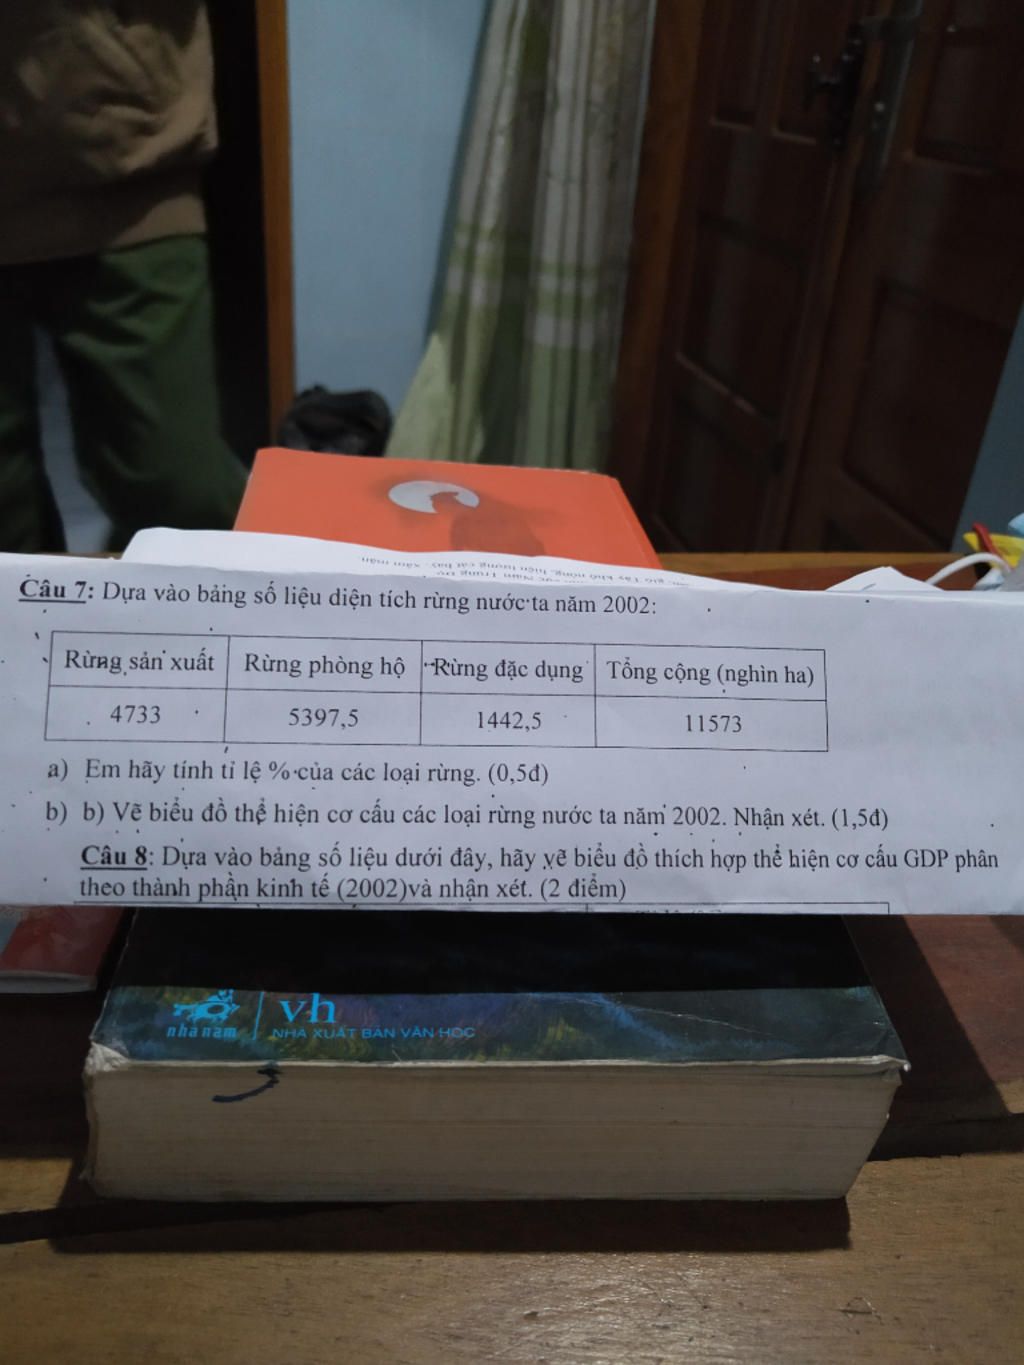 Câu 7: Dựa vào bảng số liệu diện tích rừng nước ta năm 2002:
Rừng sản xuất Rừng phòng hộ Rừng đặc dụng Tổng cộng (nghìn ha)
4733 5397,5 1442,5 11573
a) Em hãy tính tỉ lệ % của các loại rừng. (0,5đ)
b) b) Vẽ biểu đồ thể hiện cơ cấu các loại rừng nước ta năm 2002. Nhận xét. (1,5đ)
Câu 8: Dựa vào bảng số liệu dưới đây, hãy vẽ biểu đồ thích hợp thể hiện cơ cấu GDP phân
theo thành phần kinh tế (2002)và nhận xét. (2 điểm)
nhã nam vh
NHÀ XUẤT BẢN VĂN HỌC